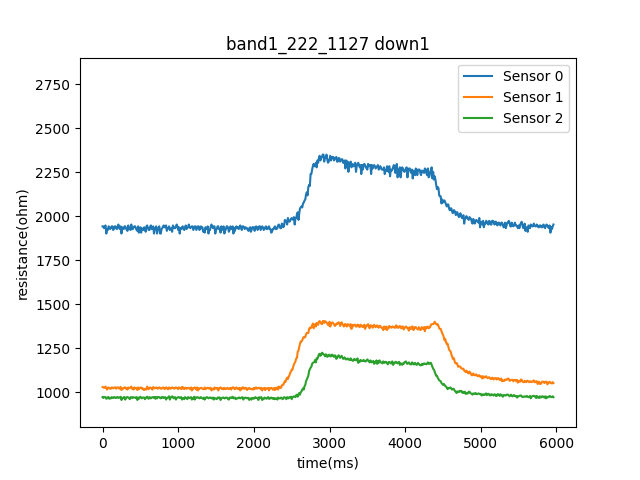 band1_222_1127 down1
Sensor 0
Sensor 1
Sensor 2
2750
2500
2250
2000
1750
1500
1250
1000
resistance(ohm)
0 1000 2000 3000 4000 5000 6000
time(ms)